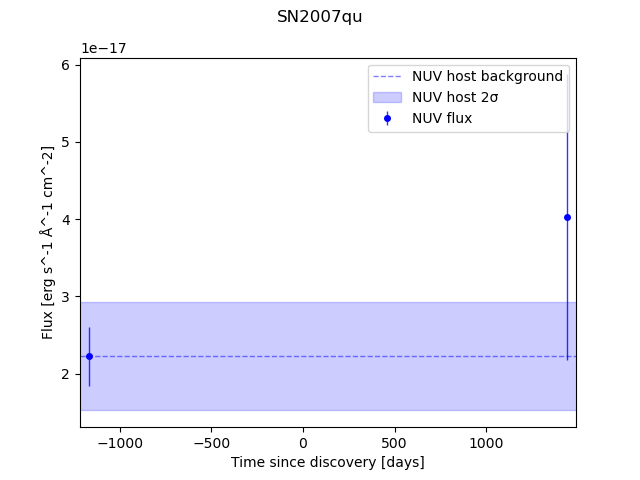 SN2007qu
1e−17
6
5
4
3
2
Flux [erg s^-1 Å^-1 cm^-2]
NUV host background
NUV host 2σ
NUV flux
−1000
−500
0
500
1000
Time since discovery [days]